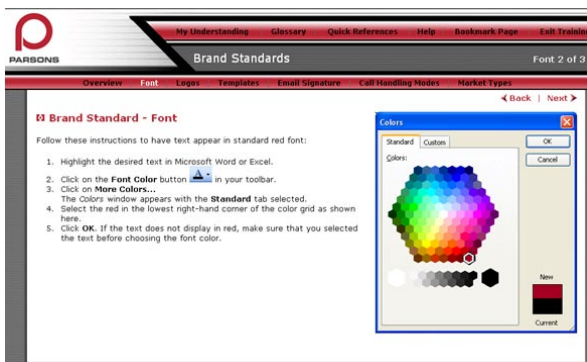 PARSONS
My Understanding Glossary Quick References Help Bookmark Page Exit Training
Brand Standards
Font 2 of 3
Overview Font Logos Templates Email Signature Call Handling Modes Market Types
Back | Next
Brand Standard - Font
Follow these instructions to have text appear in standard red font:
1. Highlight the desired text in Microsoft Word or Excel.
2. Click on the Font Color button A in your toolbar.
3. Click on More Colors...
The Colors window appears with the Standard tab selected.
4. Select the red in the lowest right-hand corner of the color grid as shown
here.
5. Click OK. If the text does not display in red, make sure that you selected
the text before choosing the font color.
Colors
Standard Custom
OK
Colors:
Cancel
New
Current